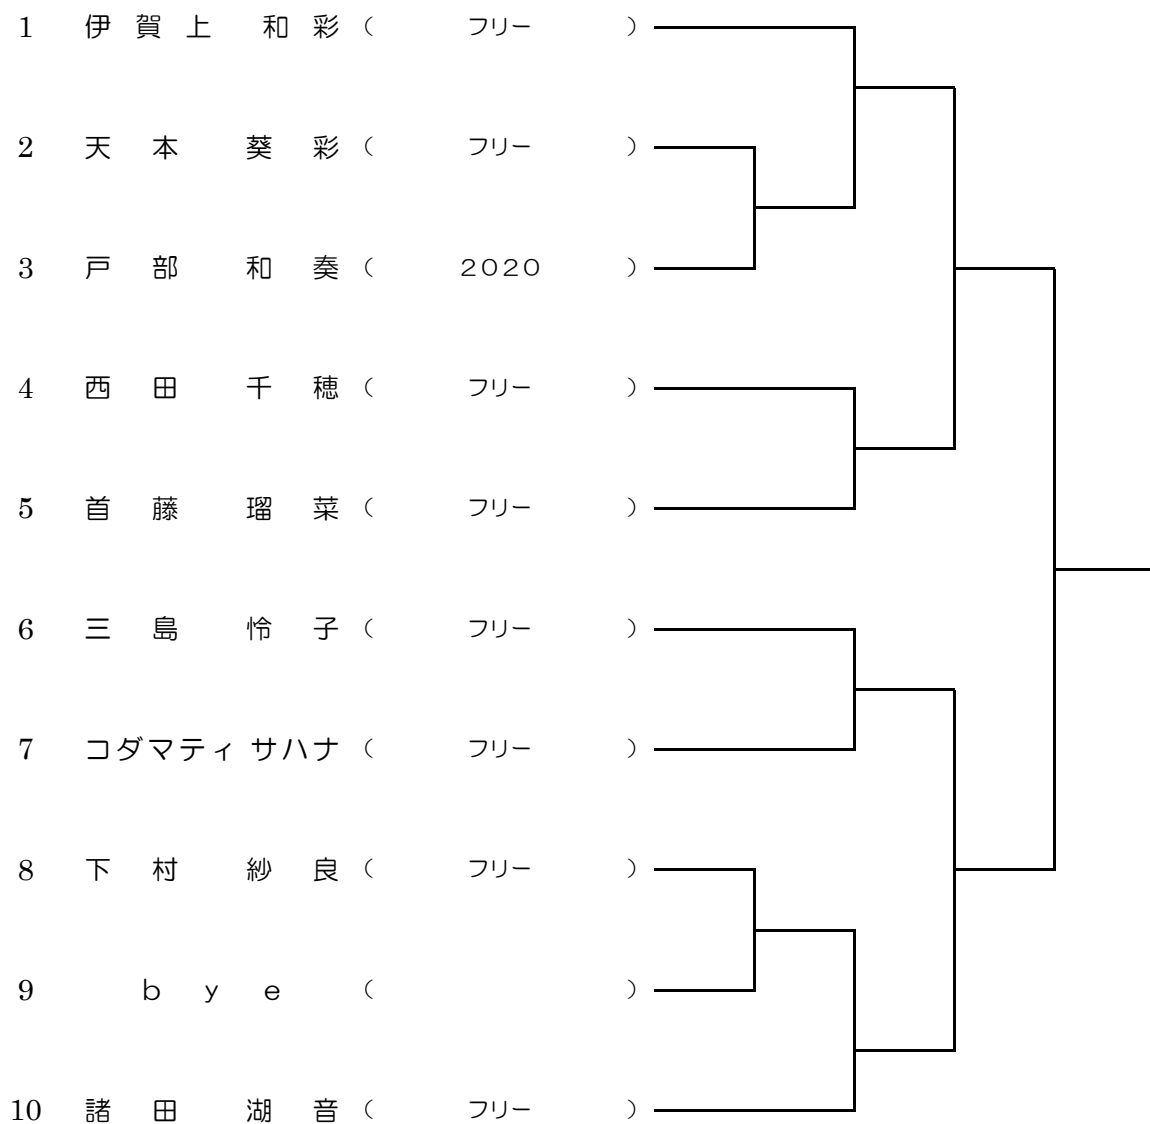 1 伊賀上 和彩 ( フリー )
2 天本 葵彩 ( フリー )
3 戸部 和奏 ( ２０２０ )
4 西田 千穂 ( フリー )
5 首藤 瑠菜 ( フリー )
6 三島 怜子 ( フリー )
7 コダマティ サハナ ( フリー )
8 下村 紗良 ( フリー )
9 ｂｙｅ ( )
10 諸田 湖音 ( フリー )